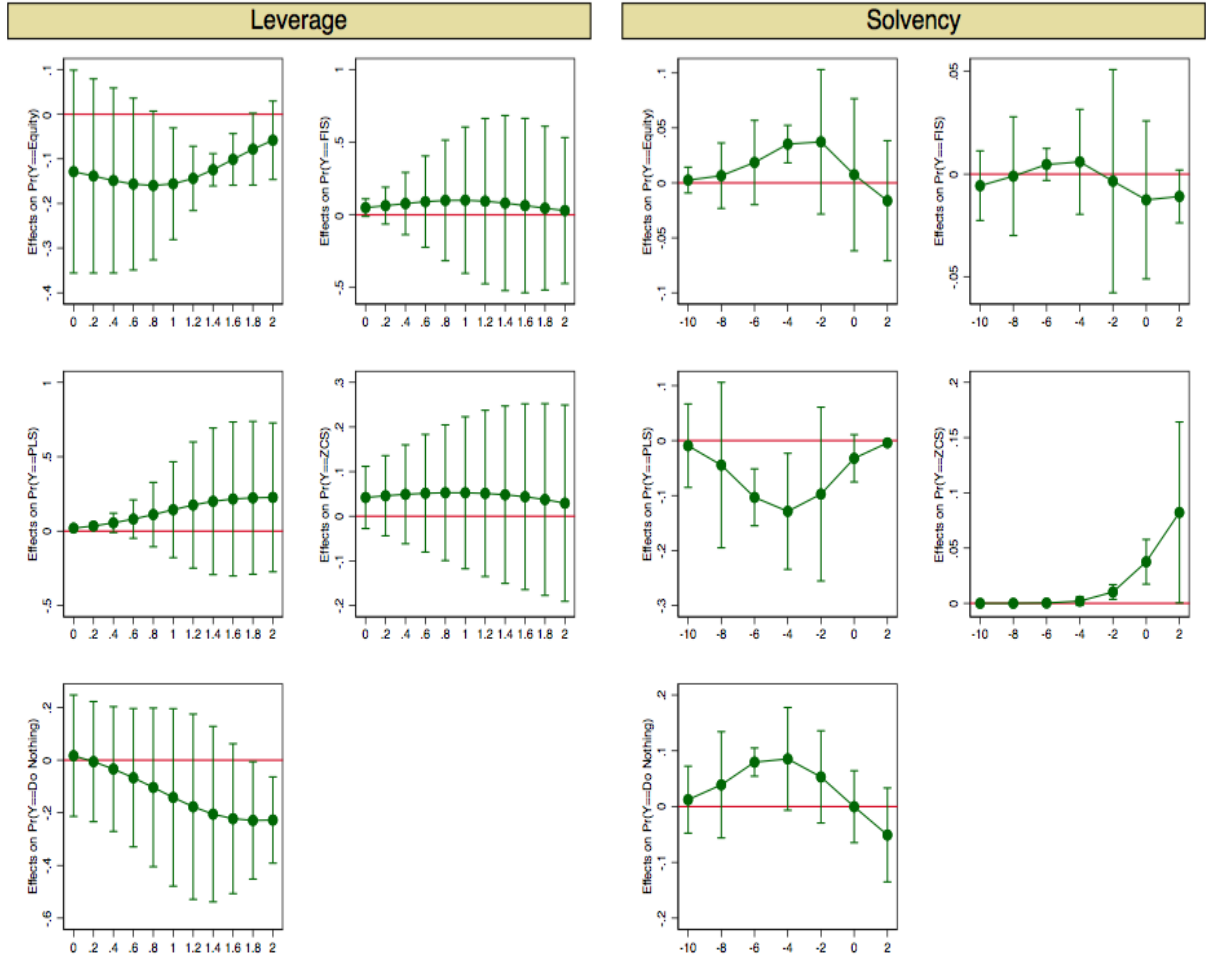 Leverage
Effects on Pr(Y==Equity)
.1
0
-.1
-.2
-.3
-.4
0 .2 .4 .6 .8 1 1.2 1.4 1.6 1.8 2
Effects on Pr(Y==FIS)
1
.5
0
-.5
0 .2 .4 .6 .8 1 1.2 1.4 1.6 1.8 2
Effects on Pr(Y==PLS)
1
.5
0
-.5
0 .2 .4 .6 .8 1 1.2 1.4 1.6 1.8 2
Effects on Pr(Y==ZCS)
.3
.2
.1
0
-.1
-.2
0 .2 .4 .6 .8 1 1.2 1.4 1.6 1.8 2
Effects on Pr(Y==Do Nothing)
.2
0
-.2
-.4
-.6
0 .2 .4 .6 .8 1 1.2 1.4 1.6 1.8 2
Solvency
Effects on Pr(Y==Equity)
.1
.05
0
-.05
-.1
-10 -8 -6 -4 -2 0 2
Effects on Pr(Y==FIS)
.05
0
-.05
-10 -8 -6 -4 -2 0 2
Effects on Pr(Y==PLS)
.1
0
-.1
-.2
-.3
-10 -8 -6 -4 -2 0 2
Effects on Pr(Y==ZCS)
.2
.15
.1
.05
0
-10 -8 -6 -4 -2 0 2
Effects on Pr(Y==Do Nothing)
.2
.1
0
-.1
-.2
-10 -8 -6 -4 -2 0 2